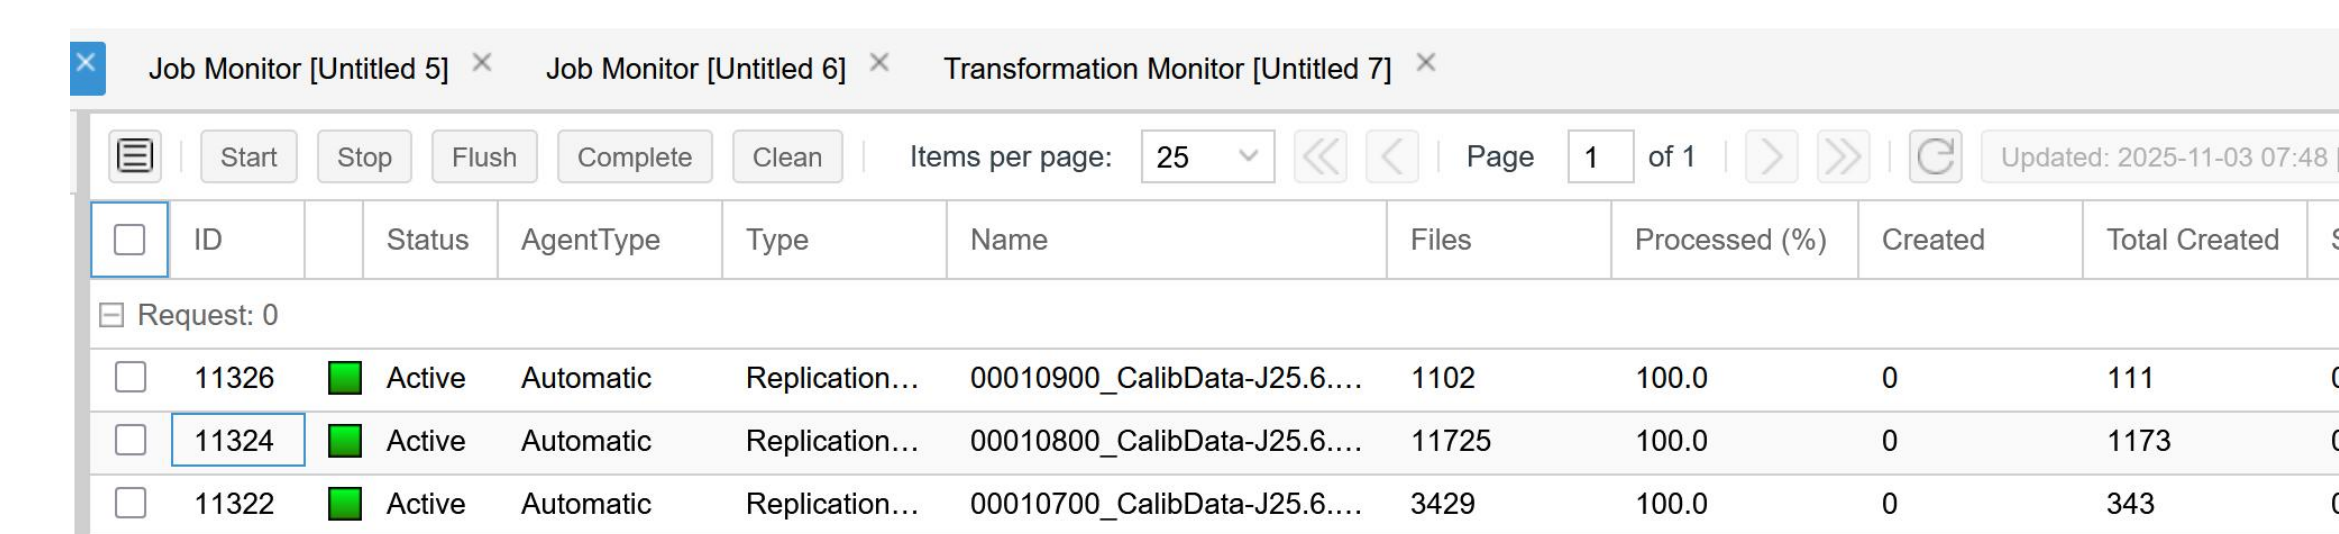 Job Monitor [Untitled 5] Job Monitor [Untitled 6] Transformation Monitor [Untitled 7]
Start Stop Flush Complete Clean Items per page: 25 Page 1 of 1 Updated: 2025-11-03 07:48
ID Status AgentType Type Name Files Processed (%) Created Total Created
Request: 0
11326 Active Automatic Replication... 00010900_CalibData-J25.6.... 1102 100.0 0 111
11324 Active Automatic Replication... 00010800_CalibData-J25.6.... 11725 100.0 0 1173
11322 Active Automatic Replication... 00010700_CalibData-J25.6.... 3429 100.0 0 343